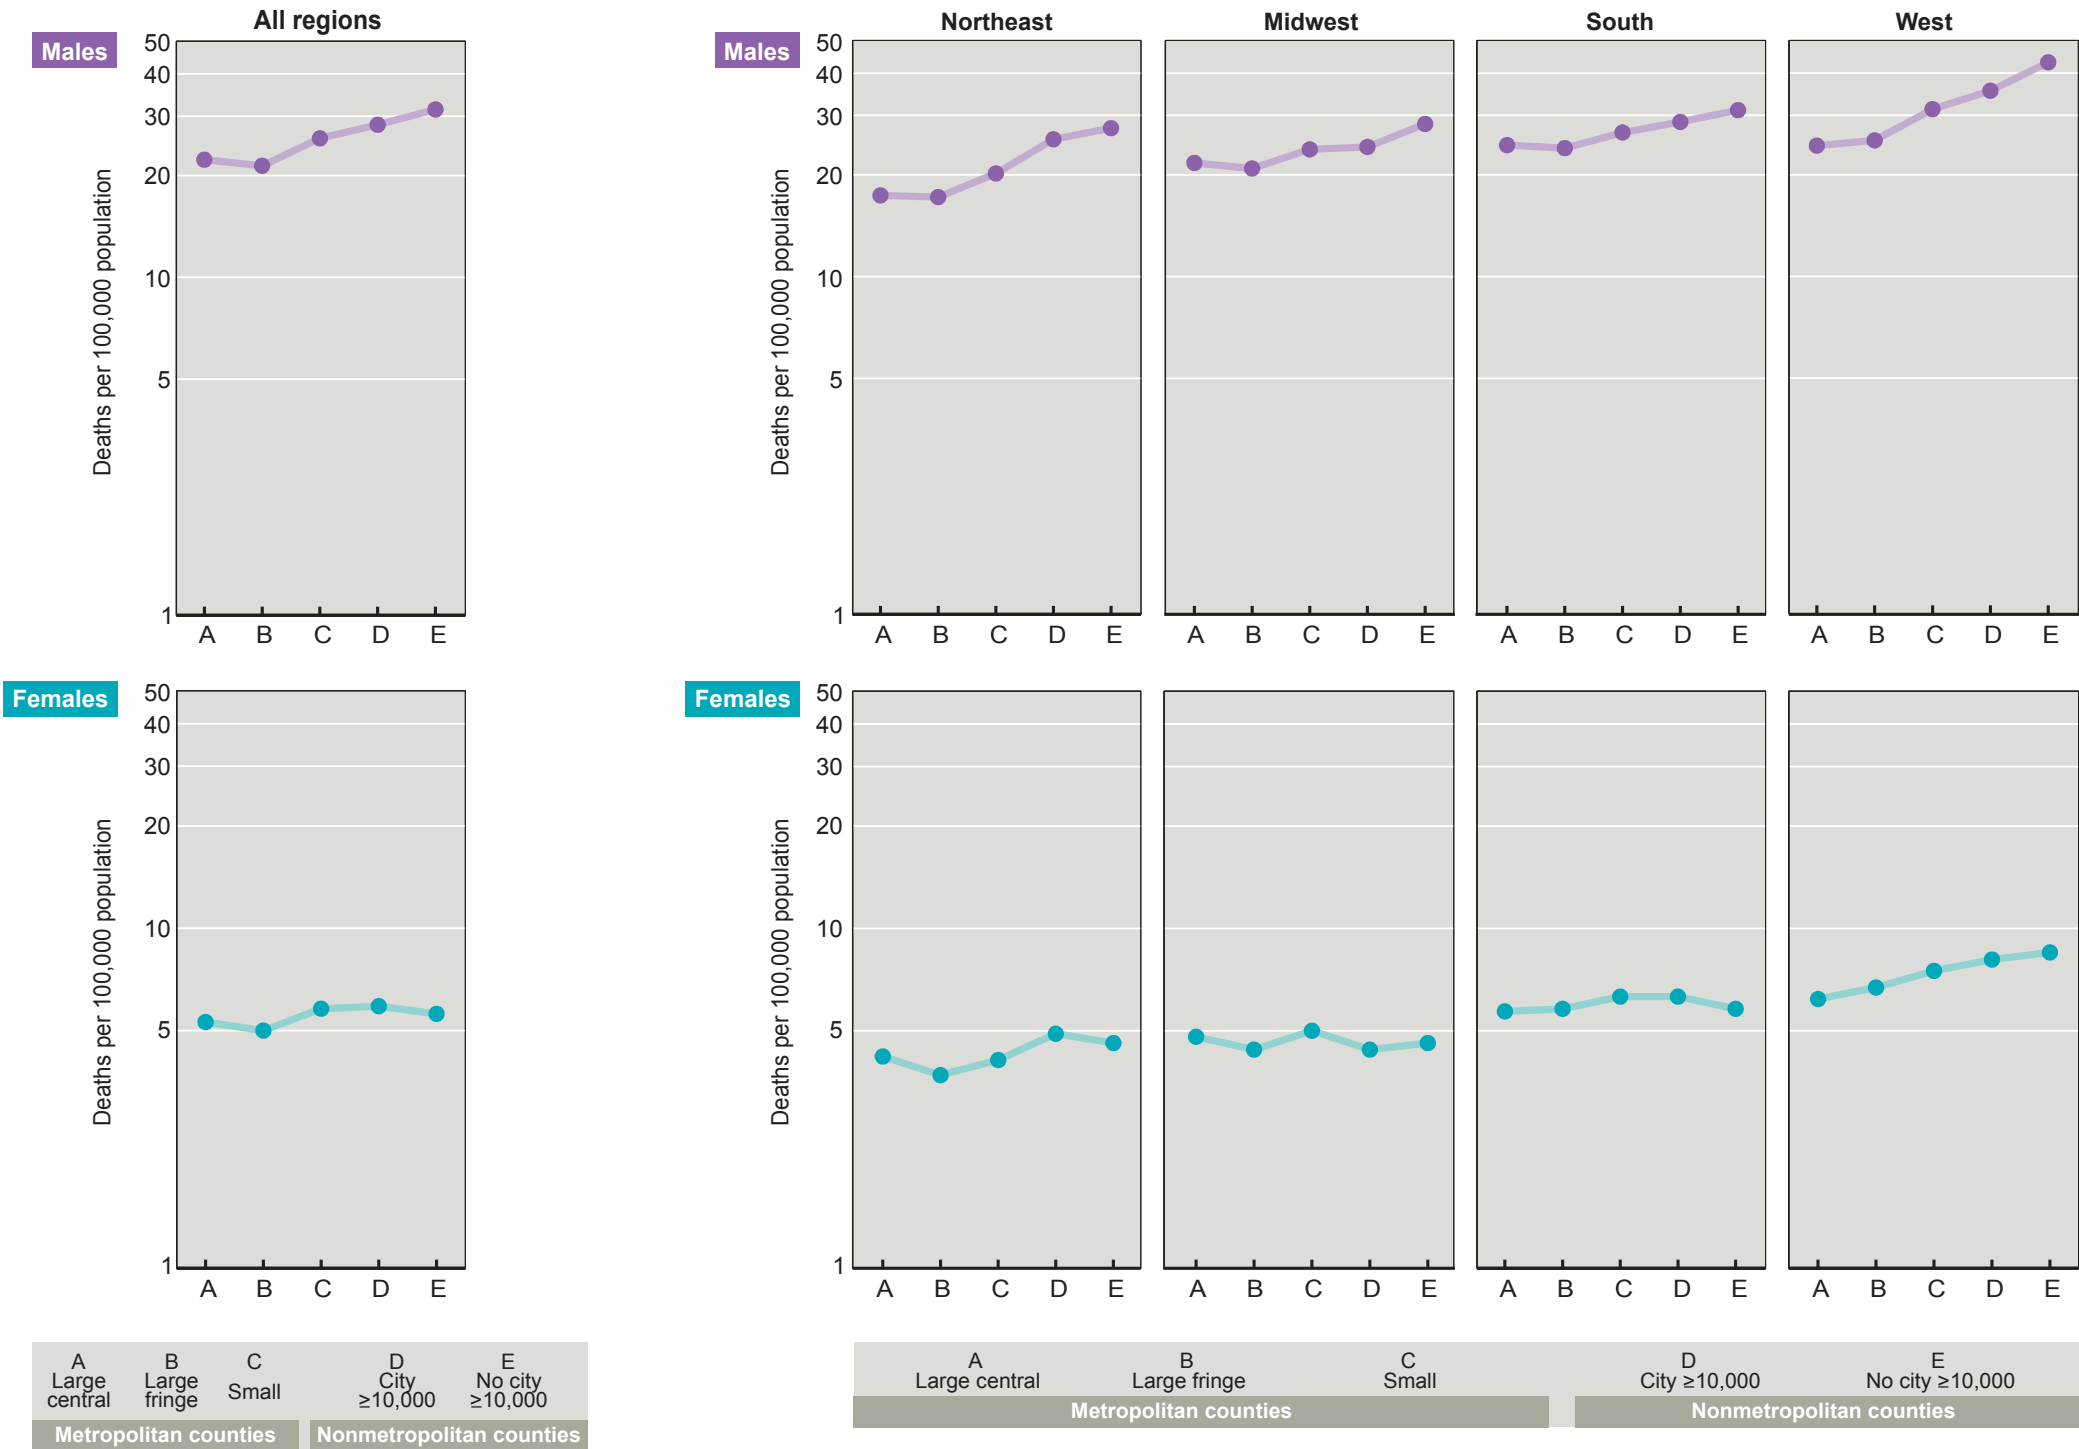 All regions
Males
50
40
30
20
10
5
1
Deaths per 100,000 population
A B C D E
Northeast
Midwest
South
West
Males
50
40
30
20
10
5
1
Deaths per 100,000 population
A B C D E
A B C D E
A B C D E
A B C D E
Females
50
40
30
20
10
5
1
Deaths per 100,000 population
A B C D E
Females
50
40
30
20
10
5
1
Deaths per 100,000 population
A B C D E
A B C D E
A B C D E
A B C D E
A
Large
central
B
Large
fringe
C
Small
D
City
≥10,000
E
No city
≥10,000
Metropolitan counties
Nonmetropolitan counties
A
Large central
B
Large fringe
C
Small
D
City ≥10,000
E
No city ≥10,000
Metropolitan counties
Nonmetropolitan counties